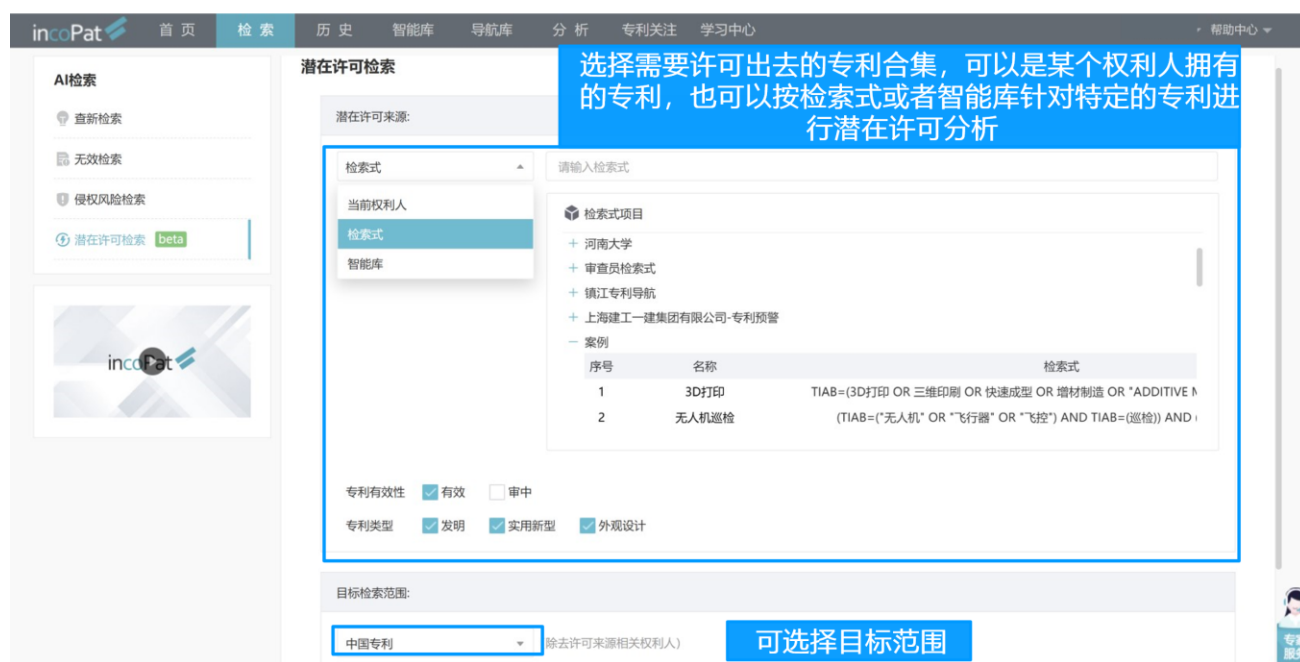 incoPat 首页 检索 历史 智能库 导航库 分析 专利关注 学习中心 帮助中心
AI检索
查新检索
无效检索
侵权风险检索
潜在许可检索 beta
incoPat
潜在许可检索
选择需要许可出去的专利合集，可以是某个权利人拥有
的专利，也可以按检索式或者智能库针对特定的专利进
行潜在许可分析
潜在许可来源:
检索式 请输入检索式
当前权利人
检索式
智能库
检索式项目
+ 河南大学
+ 审查员检索式
+ 镇江专利导航
+ 上海建工一建集团有限公司-专利预警
− 案例
序号 名称 检索式
1 3D打印 TIAB=(3D打印 OR 三维印刷 OR 快速成型 OR 增材制造 OR "ADDITIVE
2 无人机巡检 (TIAB=("无人机" OR "飞行器" OR "飞控") AND TIAB=(巡检)) AND
专利有效性 有效 审中
专利类型 发明 实用新型 外观设计
目标检索范围:
中国专利 除去许可来源相关权利人)
可选择目标范围